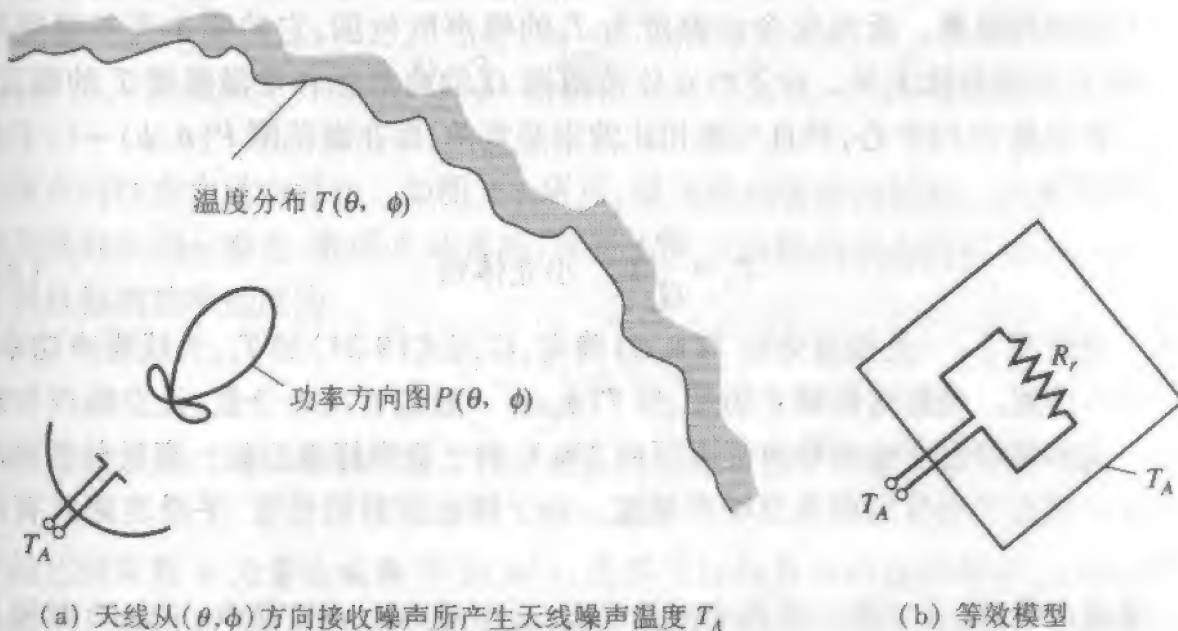 温度分布 T(θ, ϕ)
功率方向图 P(θ, ϕ)
T_A
R_r
T_A
T_A
(a) 天线从(θ,ϕ)方向接收噪声所产生天线噪声温度 T_A
(b) 等效模型